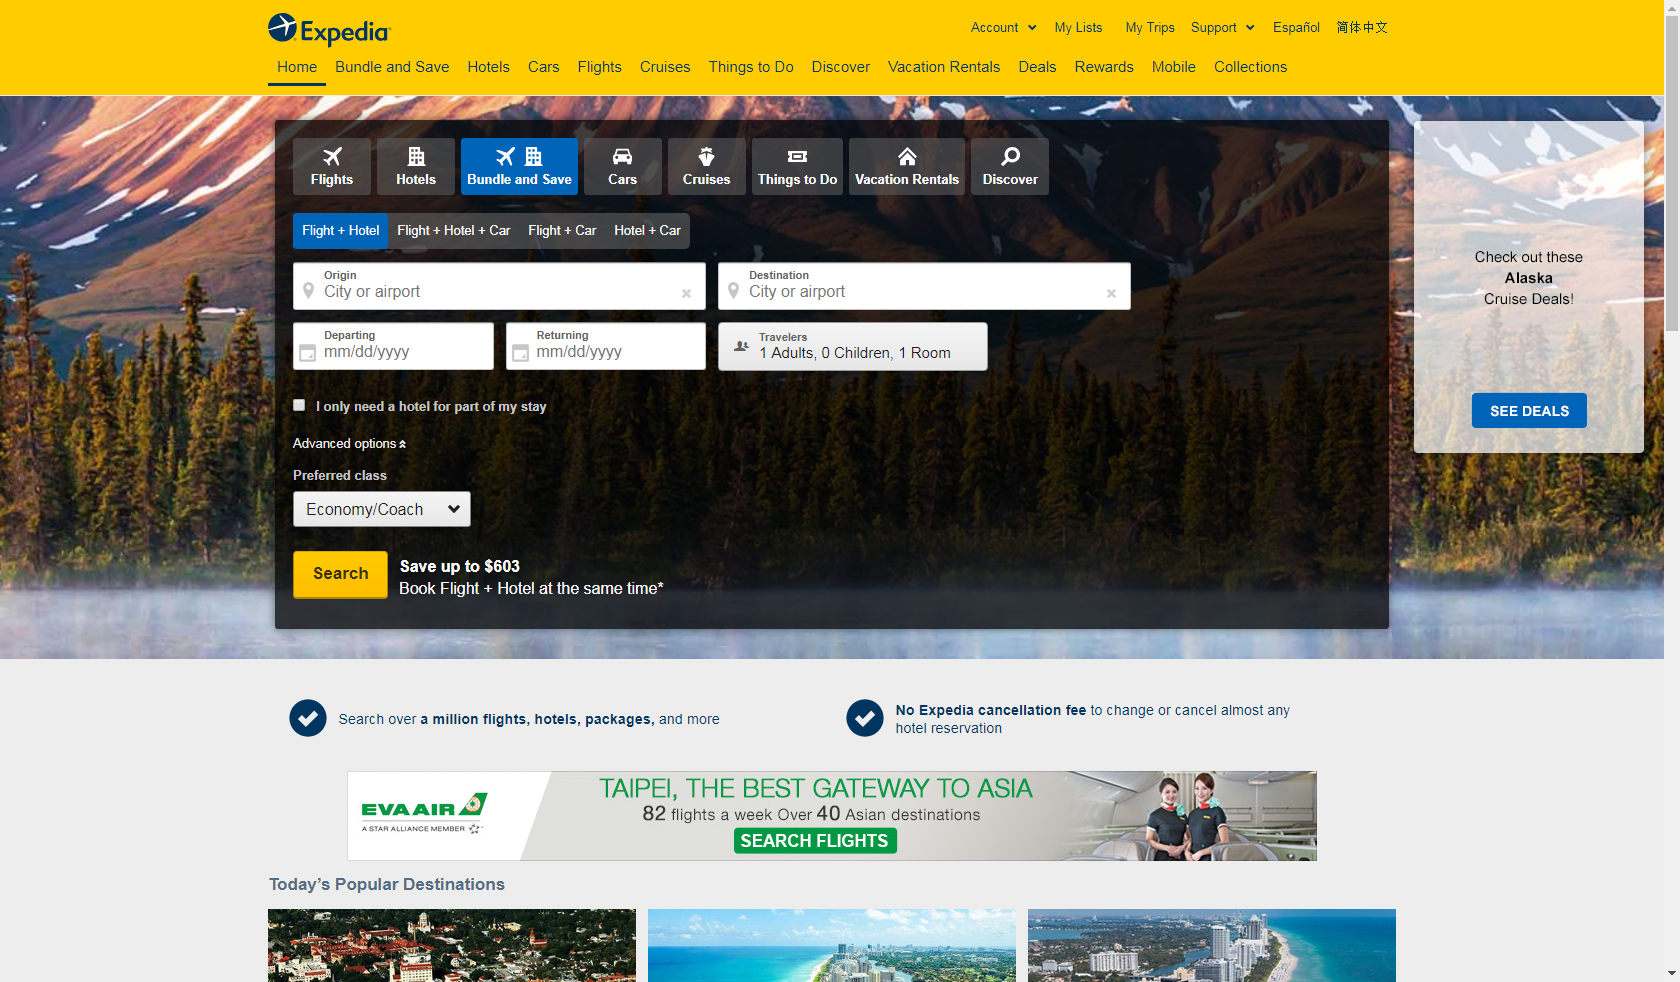 Expedia
Account
My Lists
My Trips
Support
Español
简体中文
Home
Bundle and Save
Hotels
Cars
Flights
Cruises
Things to Do
Discover
Vacation Rentals
Deals
Rewards
Mobile
Collections
Flights
Hotels
Bundle and Save
Cars
Cruises
Things to Do
Vacation Rentals
Discover
Flight + Hotel
Flight + Hotel + Car
Flight + Car
Hotel + Car
Origin
City or airport
Destination
City or airport
Departing
mm/dd/yyyy
Returning
mm/dd/yyyy
Travelers
1 Adults, 0 Children, 1 Room
I only need a hotel for part of my stay
Advanced options
Preferred class
Economy/Coach
Search
Save up to $603
Book Flight + Hotel at the same time*
Check out these
Alaska
Cruise Deals!
SEE DEALS
Search over a million flights, hotels, packages, and more
No Expedia cancellation fee to change or cancel almost any
hotel reservation
EVA AIR
A STAR ALLIANCE MEMBER
TAIPEI, THE BEST GATEWAY TO ASIA
82 flights a week Over 40 Asian destinations
SEARCH FLIGHTS
Today's Popular Destinations